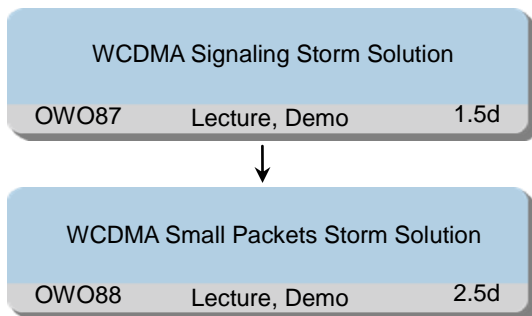 WCDMA Signaling Storm Solution
OWO87 Lecture, Demo 1.5d
WCDMA Small Packets Storm Solution
OWO88 Lecture, Demo 2.5d